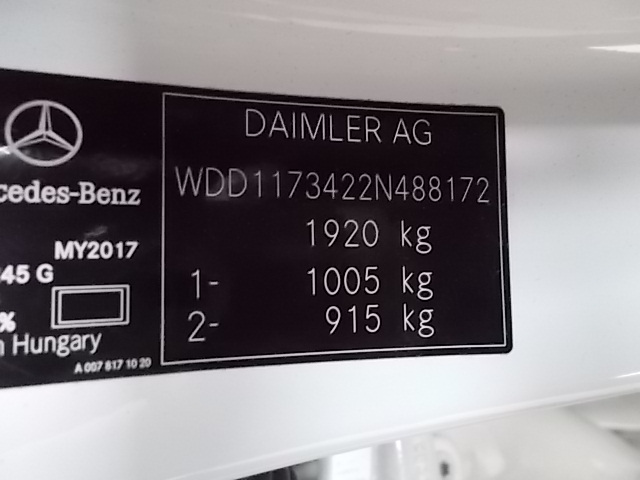 DAIMLER AG
cedes-Benz
WDD1173422N488172
MY2017
1920 kg
45 G
1- 1005 kg
%
2- 915 kg
n Hungary
A 007 817 10 20